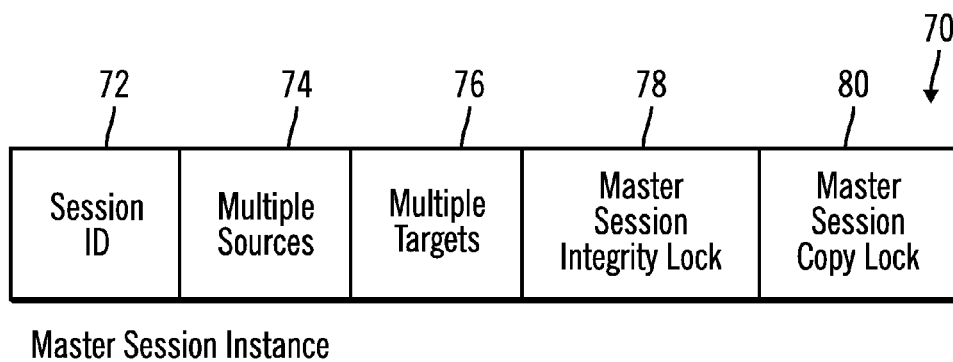 70
72 74 76 78 80
Session ID
Multiple Sources
Multiple Targets
Master Session Integrity Lock
Master Session Copy Lock
Master Session Instance